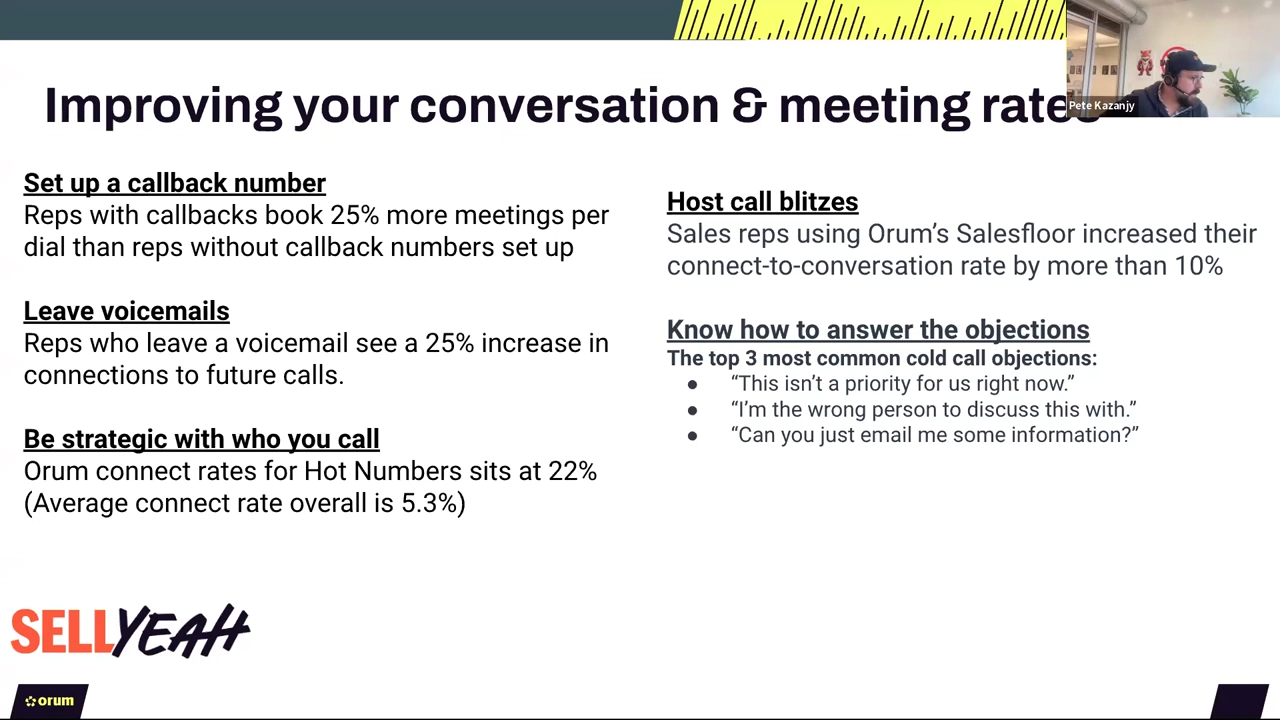 Improving your conversation & meeting rates
Pete Kazanjy
Set up a callback number
Reps with callbacks book 25% more meetings per
dial than reps without callback numbers set up
Leave voicemails
Reps who leave a voicemail see a 25% increase in
connections to future calls.
Be strategic with who you call
Orum connect rates for Hot Numbers sits at 22%
(Average connect rate overall is 5.3%)
Host call blitzes
Sales reps using Orum’s Salesfloor increased their
connect-to-conversation rate by more than 10%
Know how to answer the objections
The top 3 most common cold call objections:
● “This isn’t a priority for us right now.”
● “I’m the wrong person to discuss this with.”
● “Can you just email me some information?”
SELLYEAH
orum